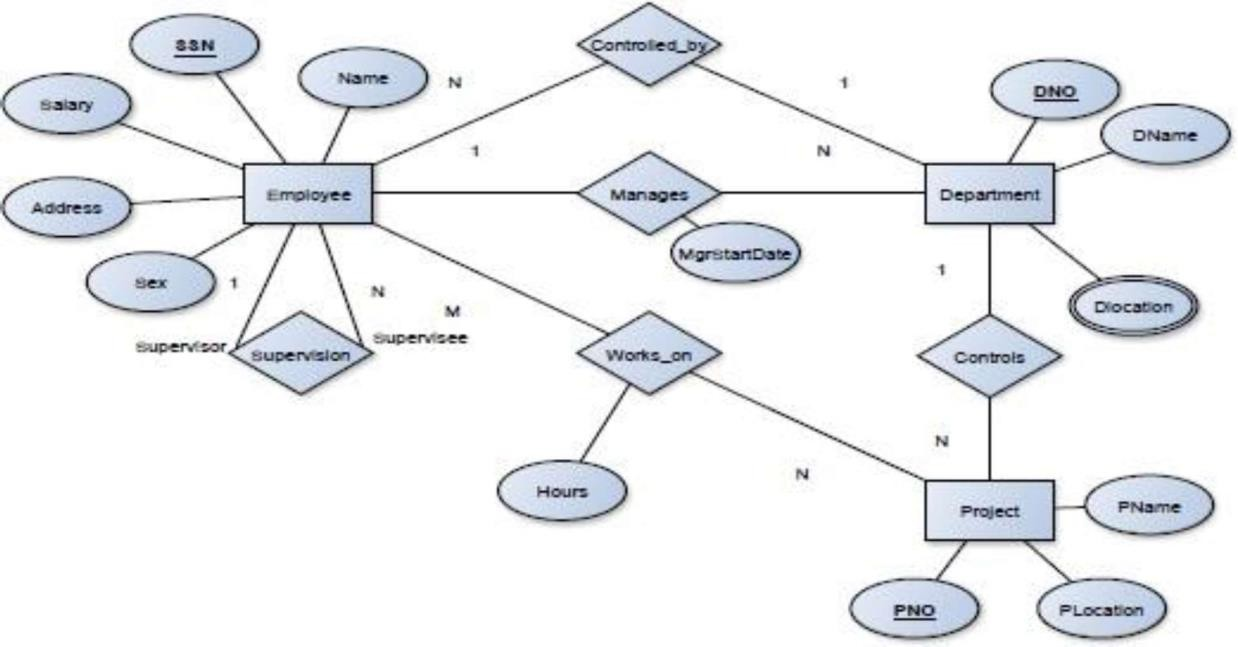 Controlled_by
SSN
Name
N
1
Salary
DNO
DName
1
N
Employee
Manages
Department
Address
MgrStartDate
Sex
1
N
M
1
Dlocation
Supervisor
Supervision
Supervisee
Works_on
Controls
N
N
Hours
Project
PName
PNO
PLocation